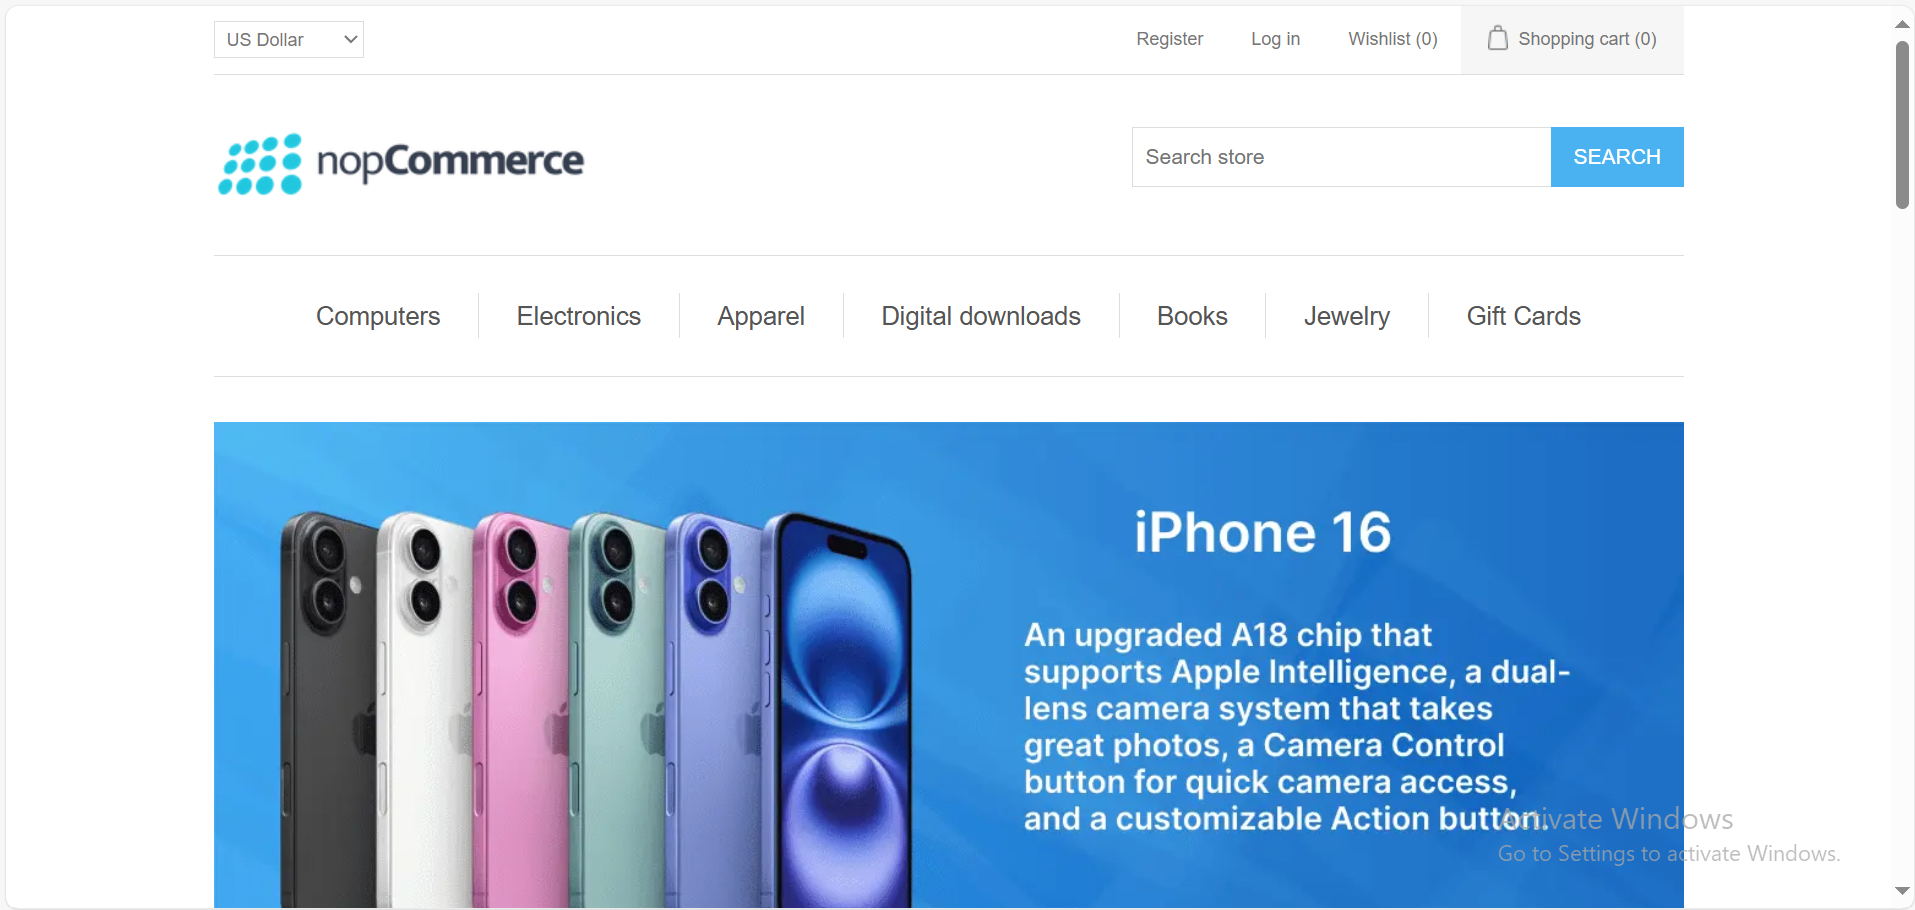 US Dollar
Register
Log in
Wishlist (0)
Shopping cart (0)
nopCommerce
Search store
SEARCH
Computers
Electronics
Apparel
Digital downloads
Books
Jewelry
Gift Cards
iPhone 16
An upgraded A18 chip that
supports Apple Intelligence, a dual-
lens camera system that takes
great photos, a Camera Control
button for quick camera access,
and a customizable Action button.
Activate Windows
Go to Settings to activate Windows.